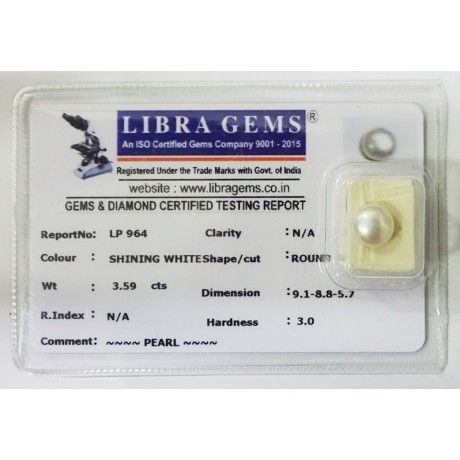 LIBRA GEMS ®
An ISO Certified Gems Company 9001 - 2015
Registered Under the Trade Marks with Govt. of India
website : www.libragems.co.in
GEMS & DIAMOND CERTIFIED TESTING REPORT
ReportNo: LP 964 Clarity : N/A
Colour : SHINING WHITE Shape/cut : ROUND
Wt : 3.59 cts Dimension : 9.1-8.8-5.7
R.Index : N/A Hardness : 3.0
Comment: ~~~~ PEARL ~~~~